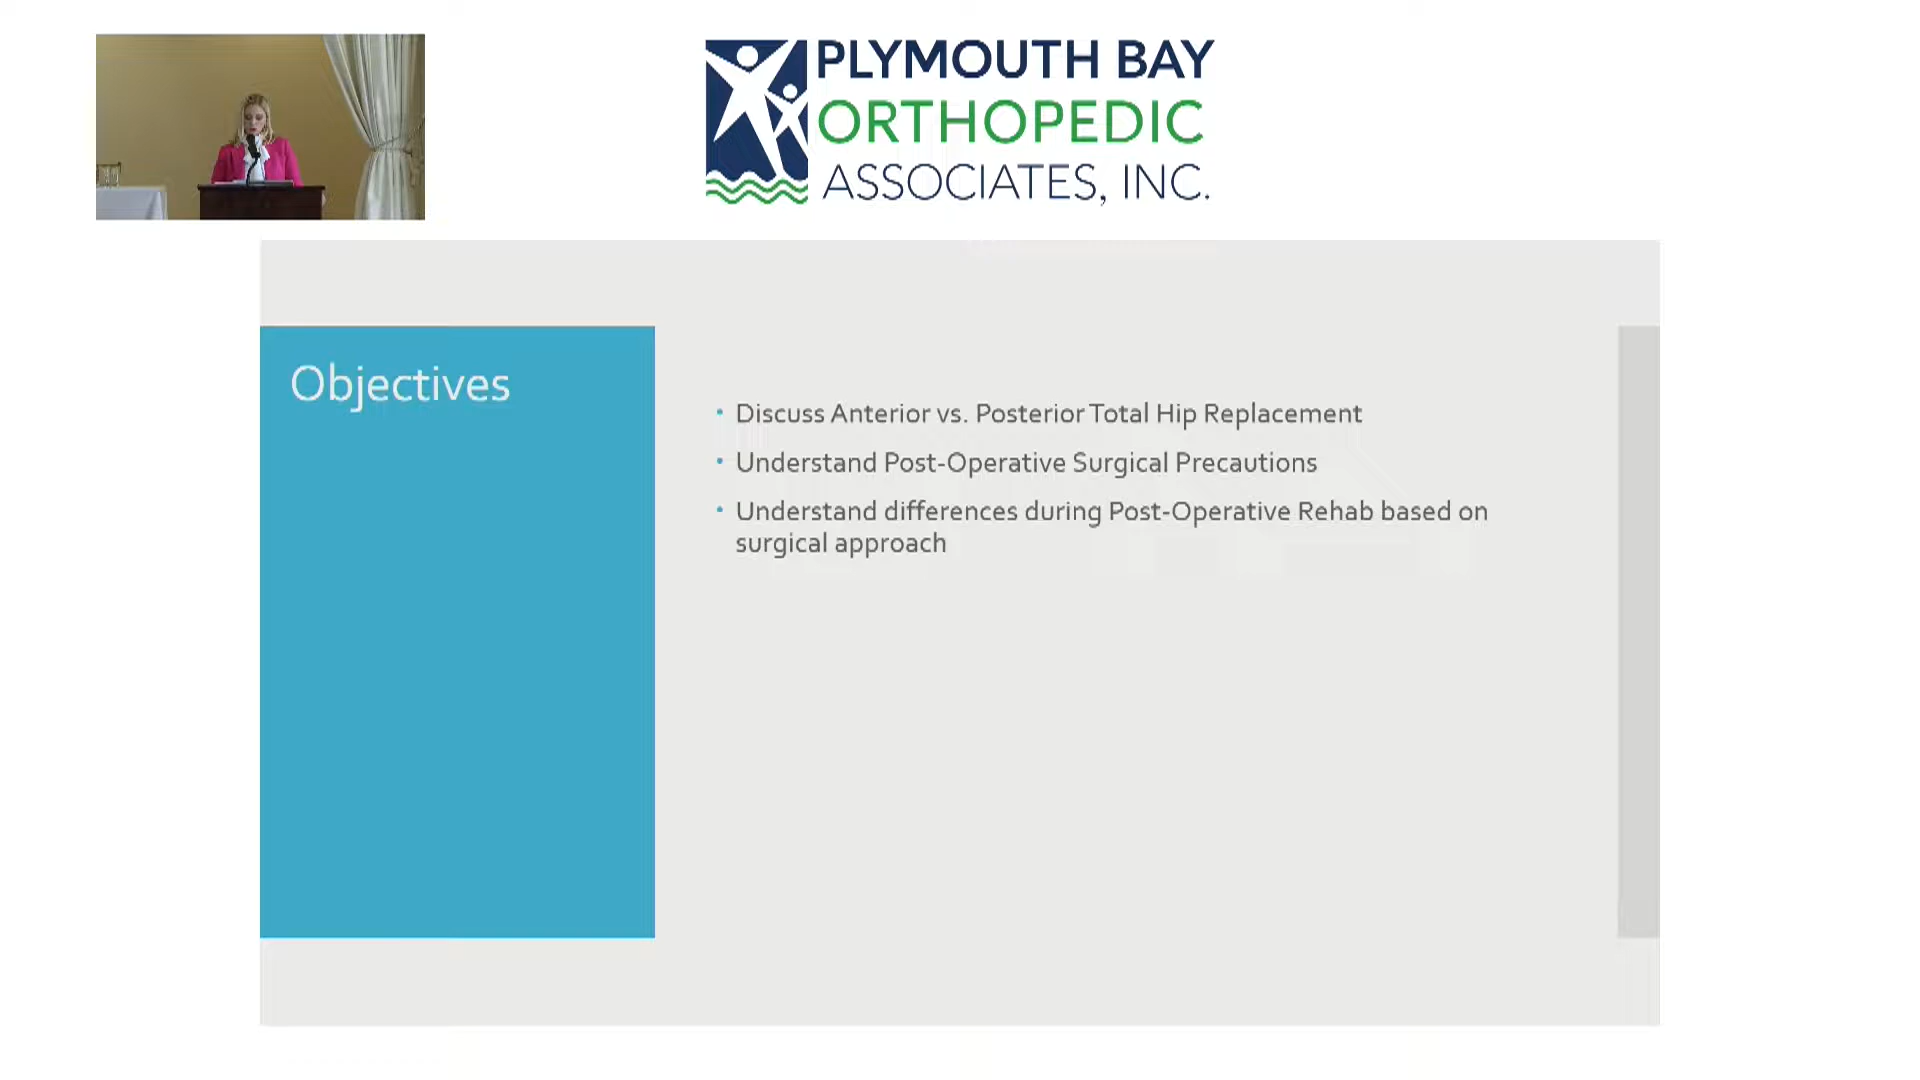 PLYMOUTH BAY
ORTHOPEDIC
ASSOCIATES, INC.
Objectives
• Discuss Anterior vs. Posterior Total Hip Replacement
• Understand Post-Operative Surgical Precautions
• Understand differences during Post-Operative Rehab based on
surgical approach